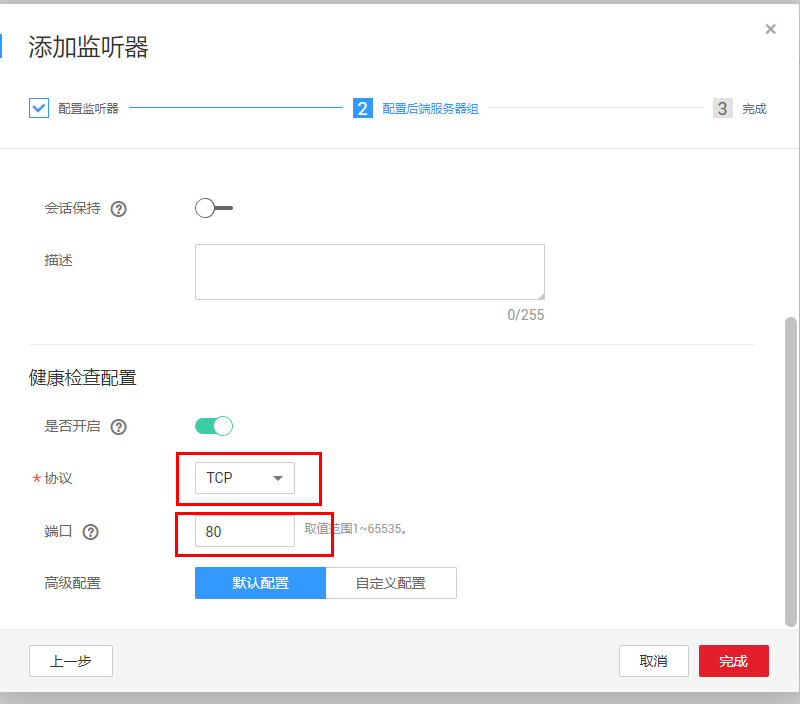 添加监听器
配置监听器 2 配置后端服务器组 3 完成
会话保持
描述
0/255
健康检查配置
是否开启
*协议 TCP
端口 80 取值范围1~65535。
高级配置 默认配置 自定义配置
上一步 取消 完成